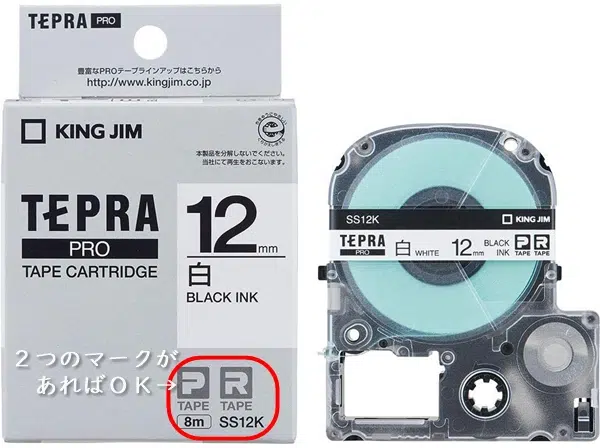 TEPRA PRO
豊富なPROテープラインアップはこちらから
http://www.kingjim.co.jp
KING JIM
本製品を分解しないでください。
当社にて再生をおこないます。
TEPRA
PRO
TAPE CARTRIDGE
12mm
白
BLACK INK
2つのマークが
あればOK→
P R
TAPE TAPE
8m SS12K
SS12K KING JIM
TEPRA PRO 白 WHITE 12mm BLACK INK P TAPE R TAPE